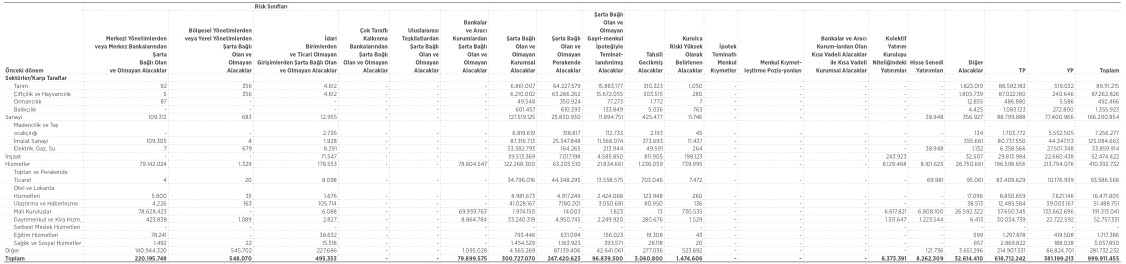 Risk Sınıfları
Önceki dönem Merkezi Yönetimlerden veya Merkez Bankalarından Şarta Bağlı Olan ve Olmayan Alacaklar Bölgesel Yönetimlerden veya Yerel Yönetimlerden Şarta Bağlı Olan ve Olmayan Alacaklar İdari Birimlerden ve Ticari Olmayan Girişimlerden Şarta Bağlı Olan ve Olmayan Alacaklar Çok Taraflı Kalkınma Bankalarından Şarta Bağlı Olan ve Olmayan Alacaklar Uluslararası Teşkilatlardan Şarta Bağlı Olan ve Olmayan Alacaklar Bankalar ve Aracı Kurumlardan Şarta Bağlı Olan ve Olmayan Alacaklar Şarta Bağlı Olan ve Olmayan Kurumsal Alacaklar Şarta Bağlı Olan ve Olmayan Perakende Alacaklar Şarta Bağlı Olan ve Olmayan Gayri-menkul İpoteğiyle Teminat-landırılmış Alacaklar Tahsili Gecikmiş Alacaklar Kurulca Riski Yüksek Olarak Belirlenen Alacaklar İpotek Teminatlı Menkul Kıymetler Menkul Kıymet-leştirme Pozis-yonları Bankalar ve Aracı Kurum-lardan Olan Kısa Vadeli Alacaklar ile Kısa Vadeli Kurumsal Alacaklar Kolektif Yatırım Kuruluşu Niteliğindeki Yatırımlar Hisse Senedi Yatırımları Diğer Alacaklar TP YP Toplam
Sektörler/Karşı Taraflar
Tarım 92 356 4.612 - - - 6.861.007 64.227.579 15.883.177 310.323 1.050 - - - - - 1.823.019 88.592.183 519.032 89.111.215
Çiftçilik ve Hayvancılık 5 356 4.612 - - - 6.210.002 63.266.262 15.672.055 303.515 280 - - - - - 1.805.739 87.022.180 240.646 87.262.826
Ormancılık 87 - - - - - 49.548 350.924 77.273 1.772 7 - - - - - 12.855 486.880 5.586 492.466
Balıkçılık - - - - - - 601.457 610.393 133.849 5.036 763 - - - - - 4.425 1.083.123 272.800 1.355.923
Sanayi 109.312 683 12.955 - - - 127.519.125 25.830.930 11.894.751 425.477 11.746 - - - - 38.948 356.927 88.799.888 77.400.966 166.200.854
Madencilik ve Taş
ocakçılığı - - 2.736 - - - 6.819.619 318.817 112.733 2.193 45 - - - - - 134 1.703.772 5.552.505 7.256.277
İmalat Sanayi 109.305 4 1.928 - - - 87.316.713 25.347.848 11.568.074 373.693 11.437 - - - - - 355.661 80.737.550 44.347.113 125.084.663
Elektrik, Gaz, Su 7 679 8.291 - - - 33.382.793 164.265 213.944 49.591 264 - - - - 38.948 1.132 6.358.566 27.501.348 33.859.914
İnşaat - - 71.547 - - - 39.513.369 7.017.198 4.585.850 811.905 198.123 - - - 243.923 - 32.507 29.813.984 22.660.438 52.474.422
Hizmetler 79.142.024 1.329 178.553 - - 78.804.547 122.268.300 63.165.510 21.834.661 1.236.059 739.995 - - - 8.129.468 8.101.625 26.750.661 196.598.656 213.794.076 410.392.732
Toptan ve Perakende
Ticaret 4 20 8.098 - - - 34.796.016 44.348.295 13.558.575 703.046 7.472 - - - - 69.981 95.061 83.409.629 10.176.939 93.586.568
Otel ve Lokanta
Hizmetleri 5.800 35 1.676 - - - 8.981.673 4.917.249 2.424.068 123.948 260 - - - - - 17.096 8.850.659 7.621.146 16.471.805
Ulaştırma ve Haberleşme 4.226 163 105.714 - - - 41.028.167 7.180.201 3.050.681 80.950 136 - - - - - 38.513 12.485.584 39.003.167 51.488.751
Mali Kuruluşlar 78.628.423 - 6.088 - - 69.939.763 1.974.150 14.003 1.823 13 730.535 - - - 6.617.821 6.808.100 26.592.322 57.650.345 133.662.696 191.313.041
Gayrimenkul ve Kira Hizm. 423.838 1.089 2.827 - - 8.864.784 33.240.319 4.950.745 2.249.920 280.676 1.529 - - - 1.511.647 1.223.544 6.413 30.034.739 22.722.592 52.757.331
Serbest Meslek Hizmetleri
Eğitim Hizmetleri 78.241 - 38.632 - - - 793.446 631.094 156.023 19.308 43 - - - - - 599 1.297.878 419.508 1.717.386
Sağlık ve Sosyal Hizmetler 1.492 22 15.518 - - - 1.454.529 1.163.923 393.571 28.118 20 - - - - - 657 2.869.822 188.028 3.057.850
Diğer 140.944.320 545.702 227.686 - - 1.095.028 4.565.269 87.139.406 42.641.061 277.036 523.692 - - - - 121.736 3.651.296 214.907.531 66.824.701 281.732.232
Toplam 220.195.748 548.070 495.353 - - 79.899.575 300.727.070 247.420.623 96.839.500 3.060.800 1.474.606 - - - 8.373.391 8.262.309 32.614.410 618.712.242 381.199.213 999.911.455